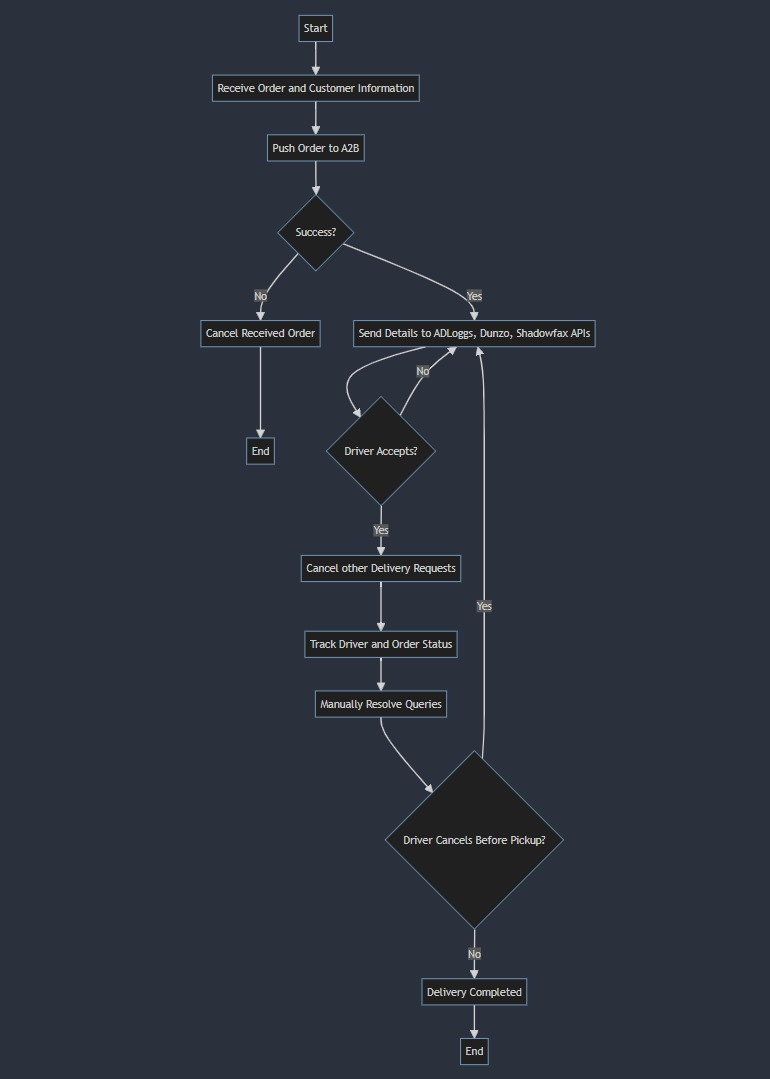 Start
Receive Order and Customer Information
Push Order to A2B
Success?
No
Yes
Cancel Received Order
Send Details to ADLoggs, Dunzo, Shadowfax APIs
No
End
Driver Accepts?
Yes
Cancel other Delivery Requests
Yes
Track Driver and Order Status
Manually Resolve Queries
Driver Cancels Before Pickup?
No
Delivery Completed
End